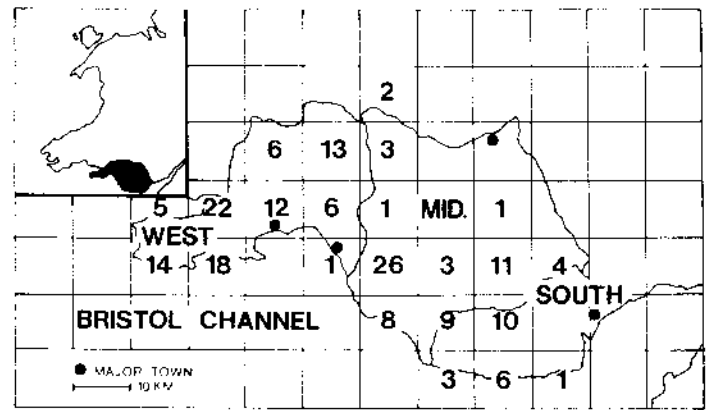 2
6 13 3
5 22 12 6 1 MID. 1
WEST
14 18 1 26 3 11 4
SOUTH
BRISTOL CHANNEL 8 9 10
MAJOR TOWN
10 KM
3 6 1